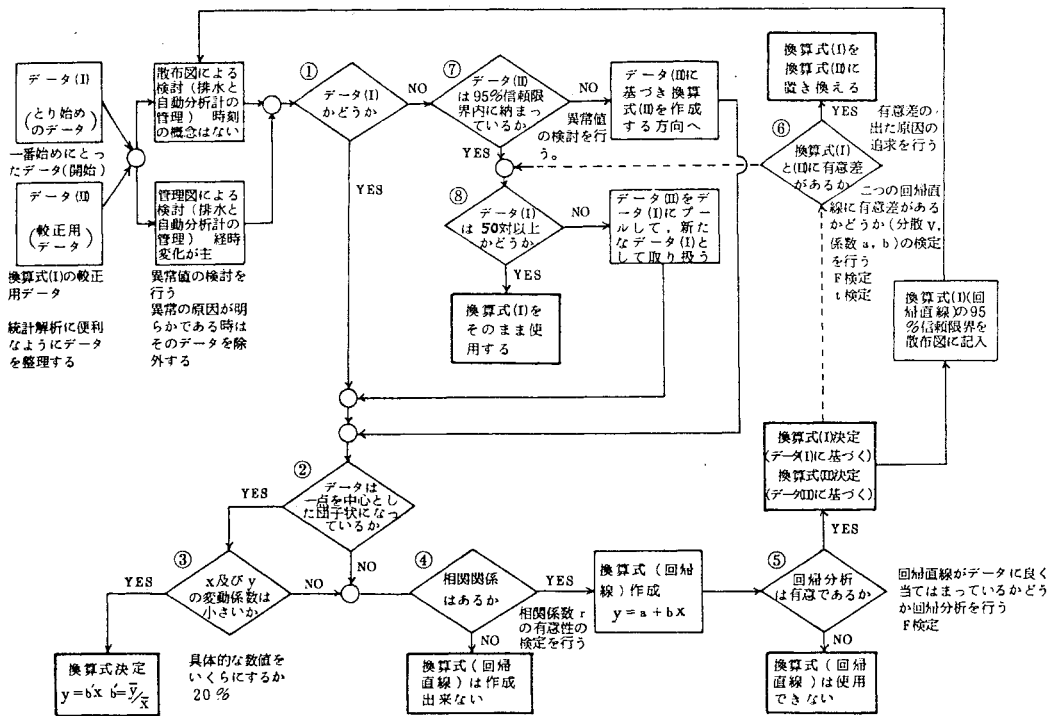 データ(I)
(とり始め
のデータ)
一番始めにとっ
たデータ(開始)
データ(II)
(較正用
データ)
換算式(I)の較正
用データ
統計解析に便利
なようにデータ
を整理する
散布図による
検討(排水と
自動分析計の
管理) 時刻
の概念はない
管理図による
検討(排水と
自動分析計の
管理) 経時
変化が主
異常値の検討を
行う
異常の原因が明
らかである時は
そのデータを除
外する
①
データ(I)
かどうか
NO
YES
⑦
データ(II)
は95%信頼限
界内に納まっ
ているか
NO
YES
異常値
の検討を行
う。
データ(II)に
基づき換算
式(II)を作成
する方向へ
⑧
データ(I)
は50対以上
かどうか
NO
YES
データ(II)を
データ(I)にプー
ルして,新た
なデータ(I)と
して取り扱う
換算式(I)を
そのまま使
用する
換算式(I)を
換算式(II)に
置き換える
YES
有意差の
出た原因の
追求を行う
⑥
換算式(I)
と(II)に有意差
があるか
二つの回帰直
線に有意差がある
かどうか(分散V,
係数a, b)の検定
を行う
F検定
t検定
換算式(I)(回
帰直線)の95
%信頼限界を
散布図に記入
換算式(I)決定
(データ(I)に基づく)
換算式(II)決定
(データ(II)に基づく)
YES
②
データは
一点を中心とし
た団子状になっ
ているか
YES
NO
③
x及びy
の変動係数は
小さいか
YES
NO
換算式決定
y=b′x b′=y̅/x̅
具体的な数値を
いくらにするか
20%
④
相関関係
はあるか
YES
NO
相関係数r
の有意性の
検定を行う
換算式(回帰
直線)は作成
出来ない
換算式(回帰
線)作成
y=a+bx
⑤
回帰分析
は有意であるか
NO
回帰直線がデータに良く
当てはまっているかどう
か回帰分析を行う
F検定
換算式(回帰
直線)は使用
できない